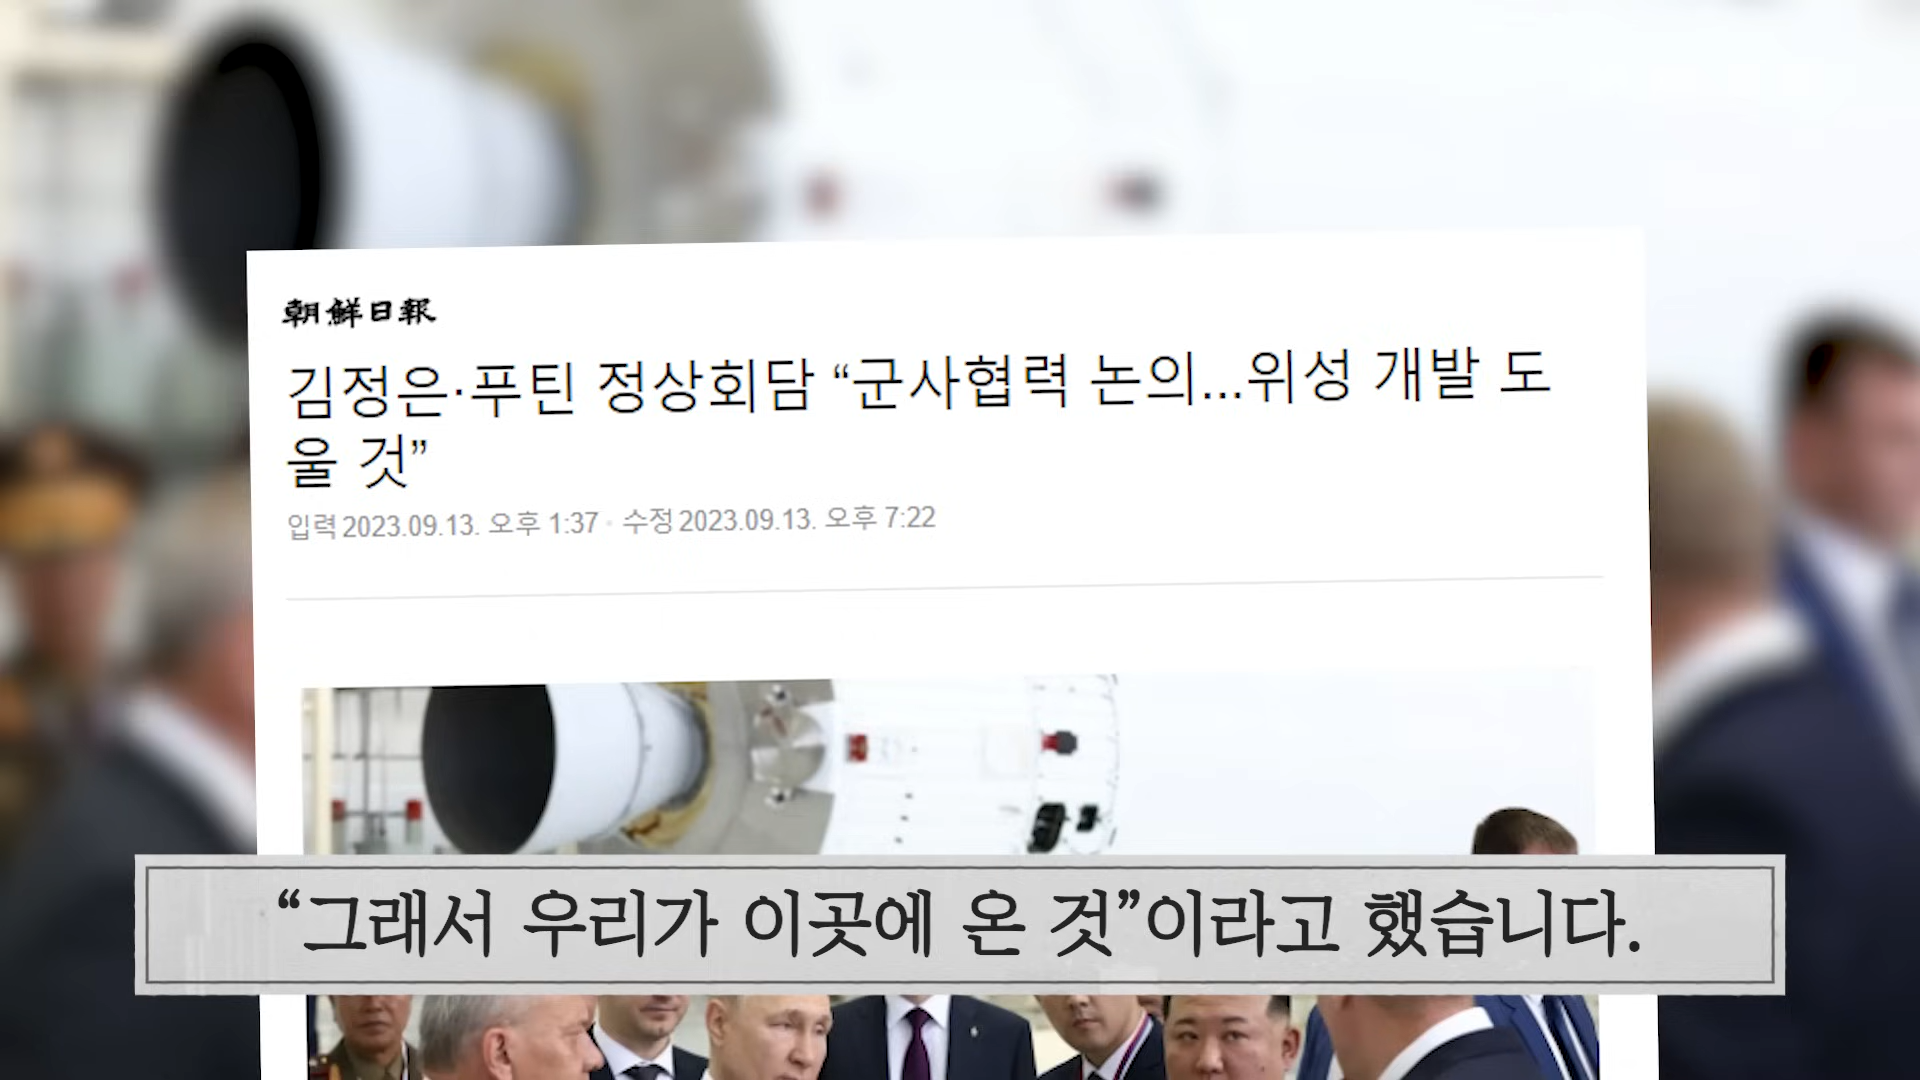 朝鮮日報
김정은·푸틴 정상회담 “군사협력 논의...위성 개발 도
울 것”
입력 2023.09.13. 오후 1:37 · 수정 2023.09.13. 오후 7:22
“그래서 우리가 이곳에 온 것”이라고 했습니다.